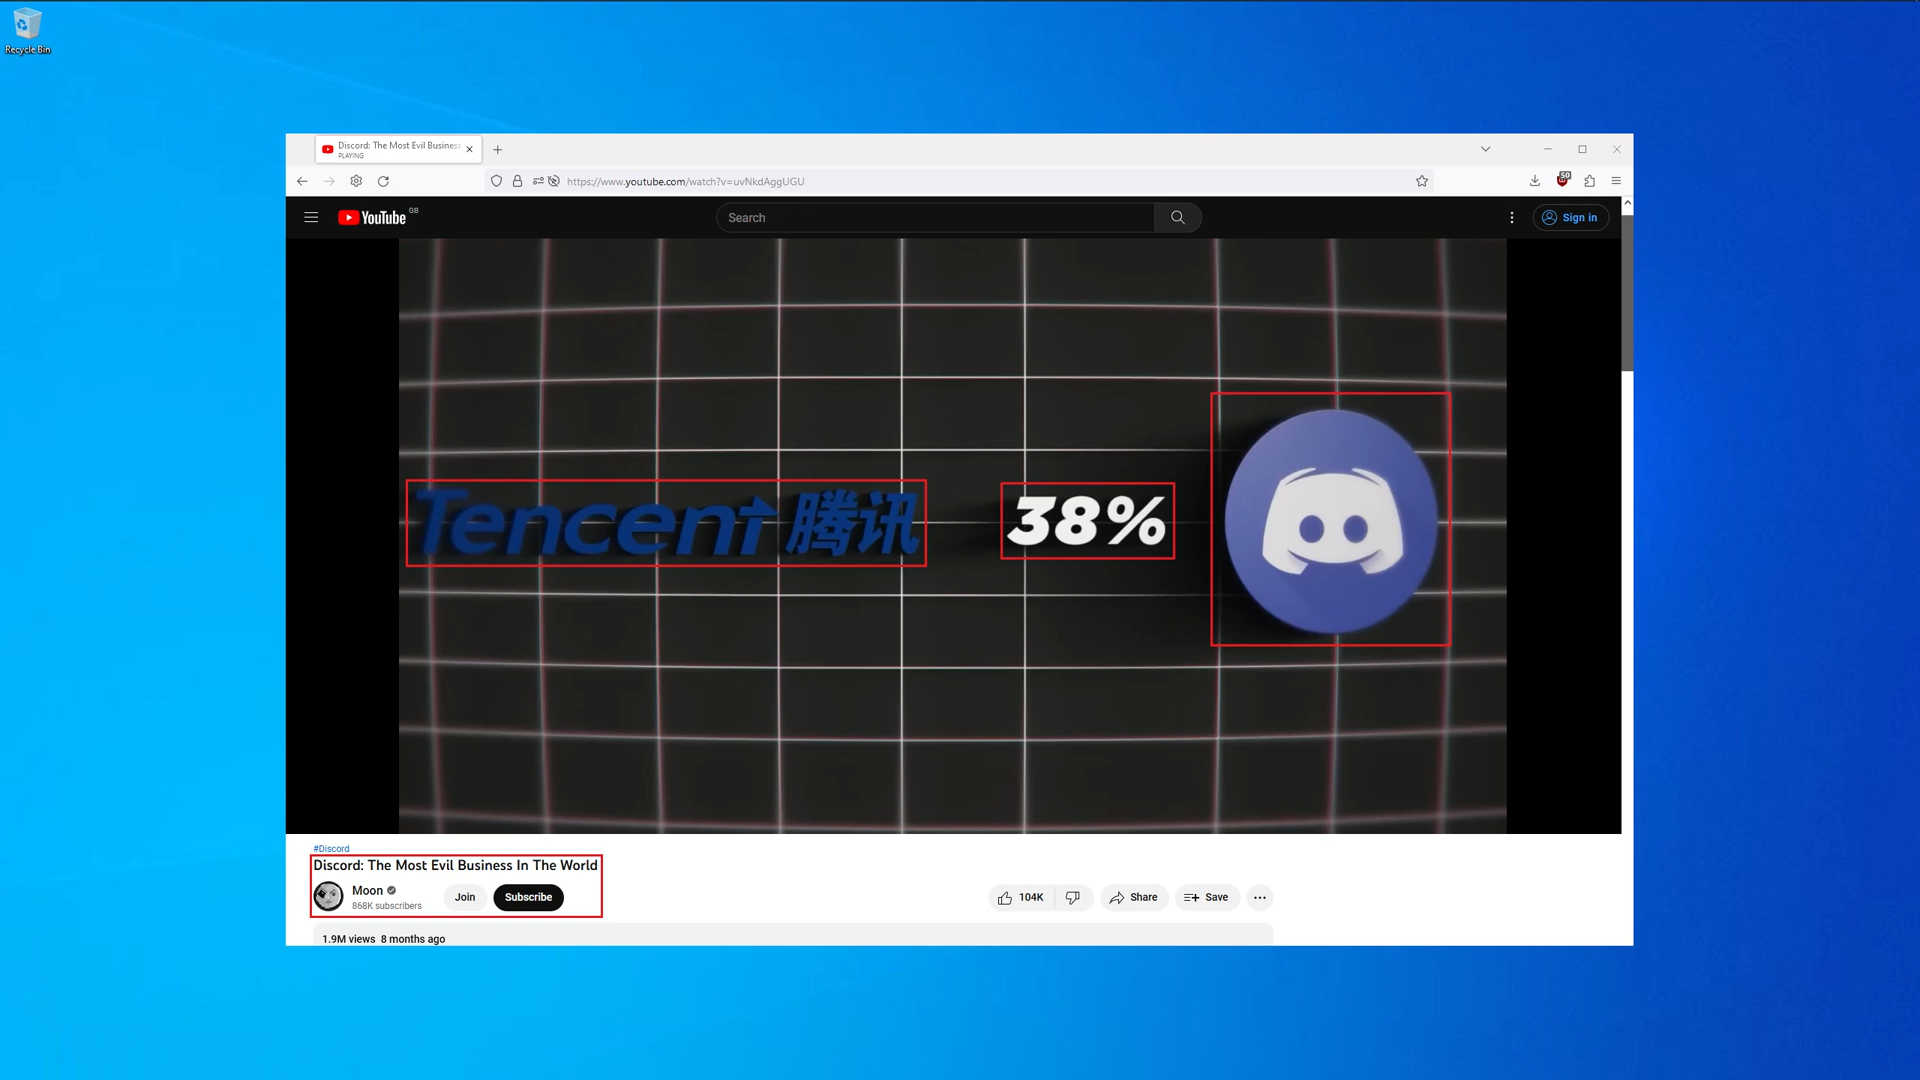 Recycle Bin
Discord: The Most Evil Business
PLAYING
https://www.youtube.com/watch?v=uvNkdAggUGU
50
YouTube GB
Search
Sign in
Tencent 腾讯
38%
#Discord
Discord: The Most Evil Business In The World
Moon
868K subscribers
Join
Subscribe
104K
Share
Save
1.9M views 8 months ago